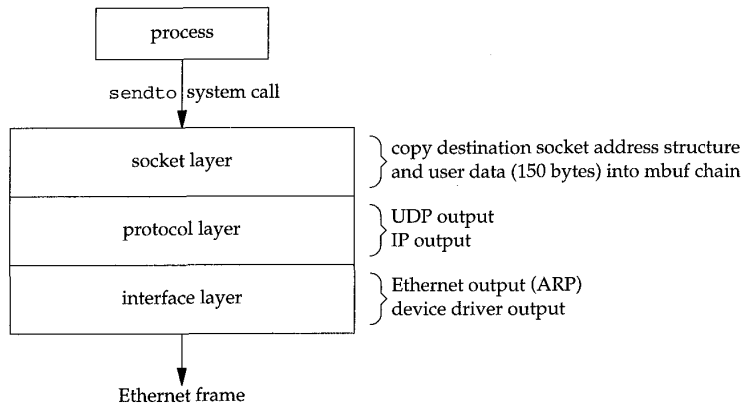 process
sendto system call
socket layer
copy destination socket address structure
and user data (150 bytes) into mbuf chain
protocol layer
UDP output
IP output
interface layer
Ethernet output (ARP)
device driver output
Ethernet frame